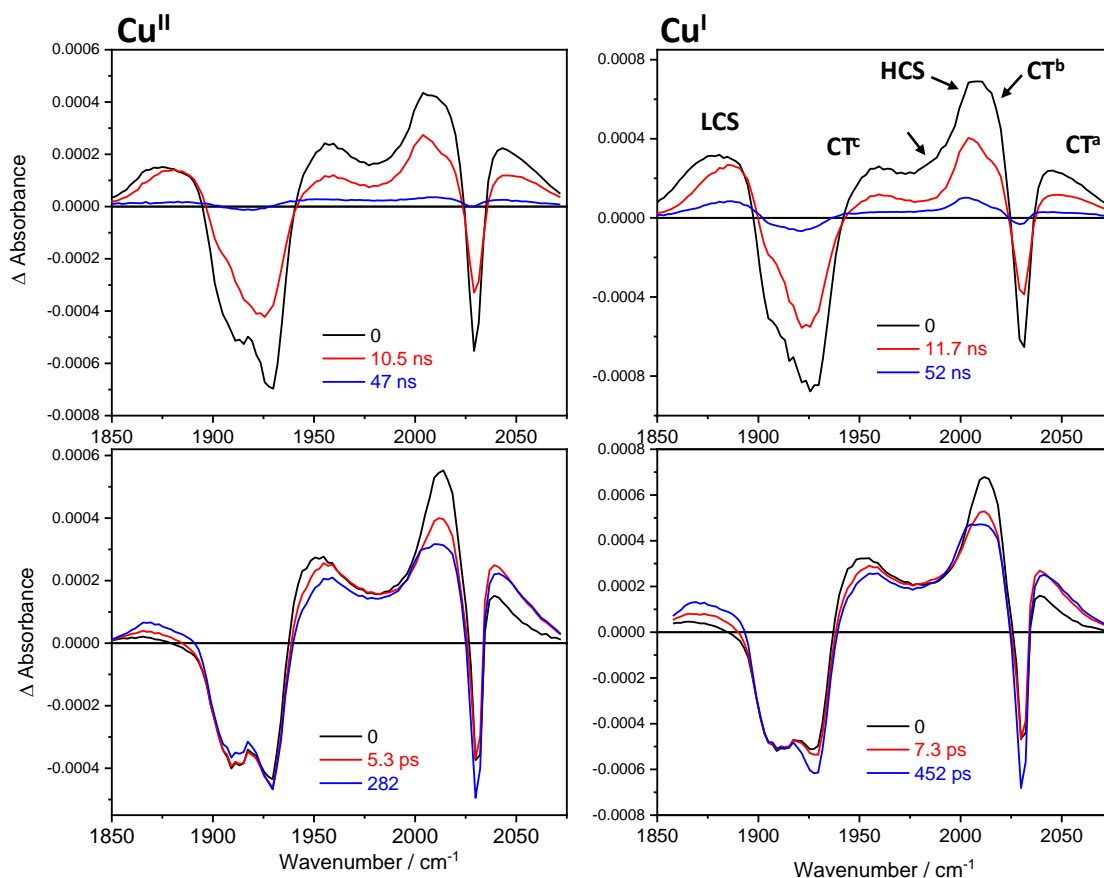 Cu^II
0.0006
0.0004
0.0002
0.0000
-0.0002
-0.0004
-0.0006
-0.0008
Δ Absorbance
0
10.5 ns
47 ns
1850 1900 1950 2000 2050
Cu^I
0.0008
0.0004
0.0000
-0.0004
-0.0008
LCS
CT^c
HCS
CT^b
CT^a
0
11.7 ns
52 ns
1850 1900 1950 2000 2050
0.0006
0.0004
0.0002
0.0000
-0.0002
-0.0004
Δ Absorbance
0
5.3 ps
282
1850 1900 1950 2000 2050
Wavenumber / cm^-1
0.0008
0.0006
0.0004
0.0002
0.0000
-0.0002
-0.0004
-0.0006
-0.0008
0
7.3 ps
452 ps
1850 1900 1950 2000 2050
Wavenumber / cm^-1